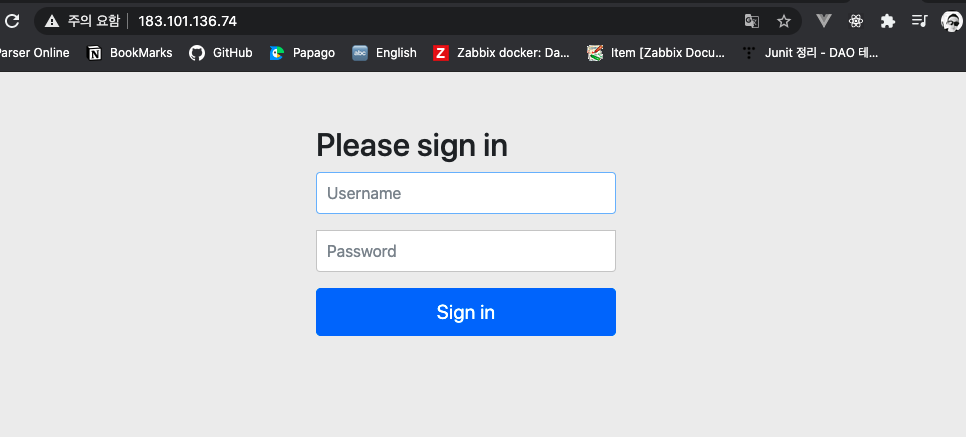 주의 요함 183.101.136.74
Parser Online BookMarks GitHub Papago abc English Z Zabbix docker: Da... Item [Zabbix Docu... Junit 정리 - DAO 테...
Please sign in
Username
Password
Sign in